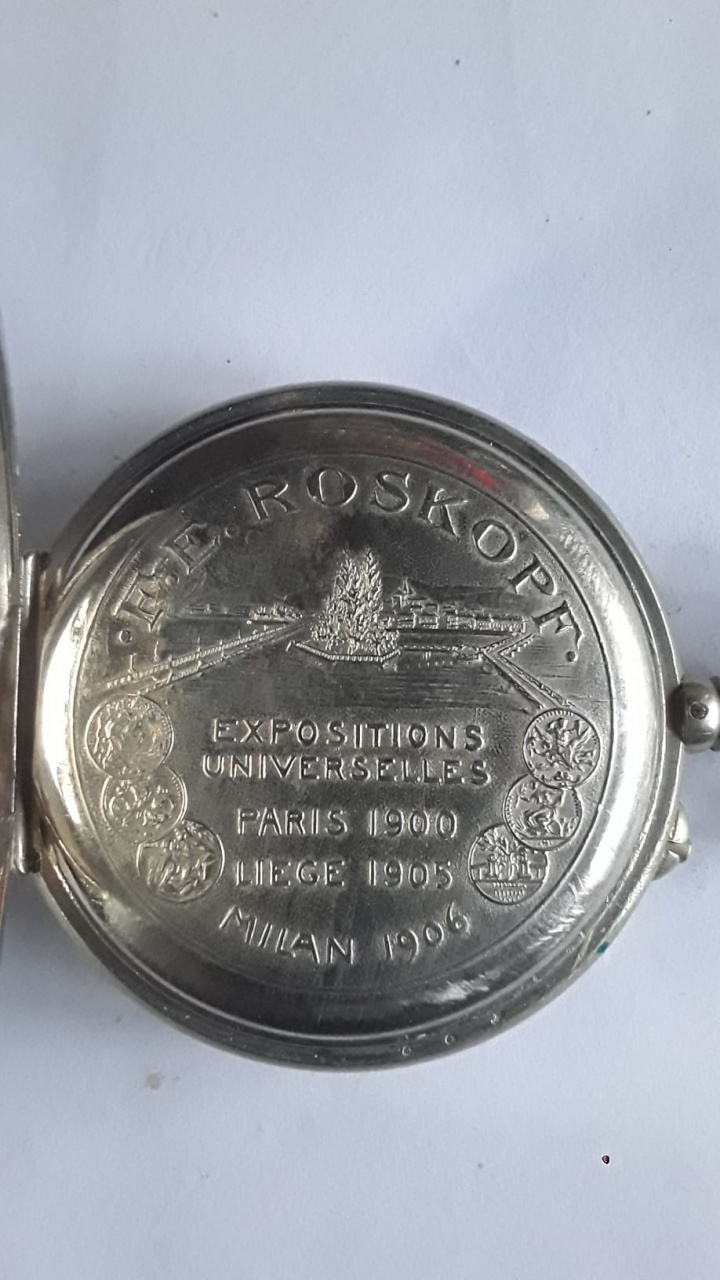 ·F.E. ROSKOPF.
EXPOSITIONS
UNIVERSELLES
PARIS 1900
LIEGE 1905
MILAN 1906